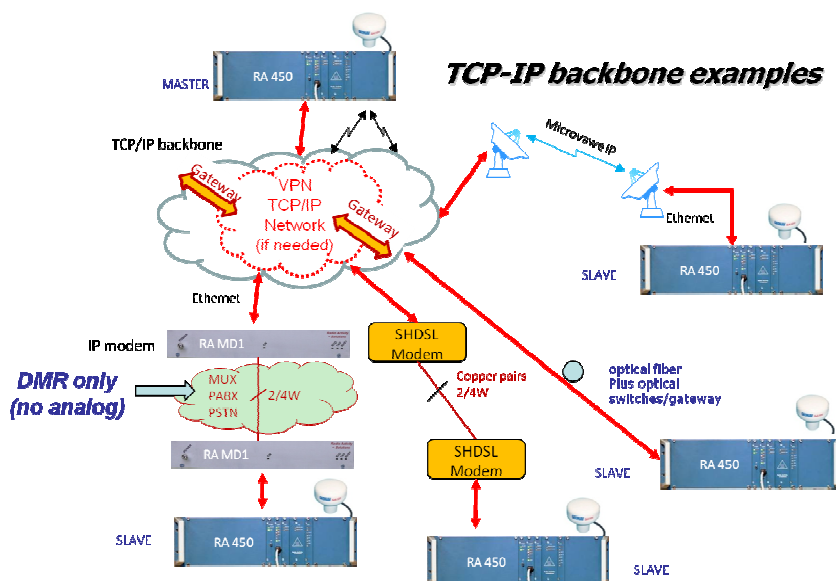 TCP-IP backbone examples
RA 450
MASTER
TCP/IP backbone
Gateway
VPN
TCP/IP
Network
(if needed)
Gateway
Microvawe IP
Ethernet
SLAVE
RA 450
Ethernet
IP modem
RA MD1
SHDSL
Modem
DMR only
(no analog)
MUX
PABX
PSTN
2/4W
Copper pairs
2/4W
optical fiber
Plus optical
switches/gateway
RA MD1
SHDSL
Modem
SLAVE
RA 450
SLAVE
RA 450
RA 450
SLAVE